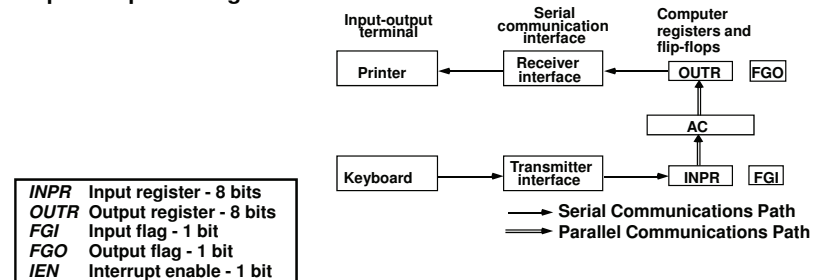 Input-output
terminal
Serial
communication
interface
Computer
registers and
flip-flops
Printer
Receiver
interface
OUTR
FGO
AC
Keyboard
Transmitter
interface
INPR
FGI
Serial Communications Path
Parallel Communications Path
INPR Input register - 8 bits
OUTR Output register - 8 bits
FGI Input flag - 1 bit
FGO Output flag - 1 bit
IEN Interrupt enable - 1 bit